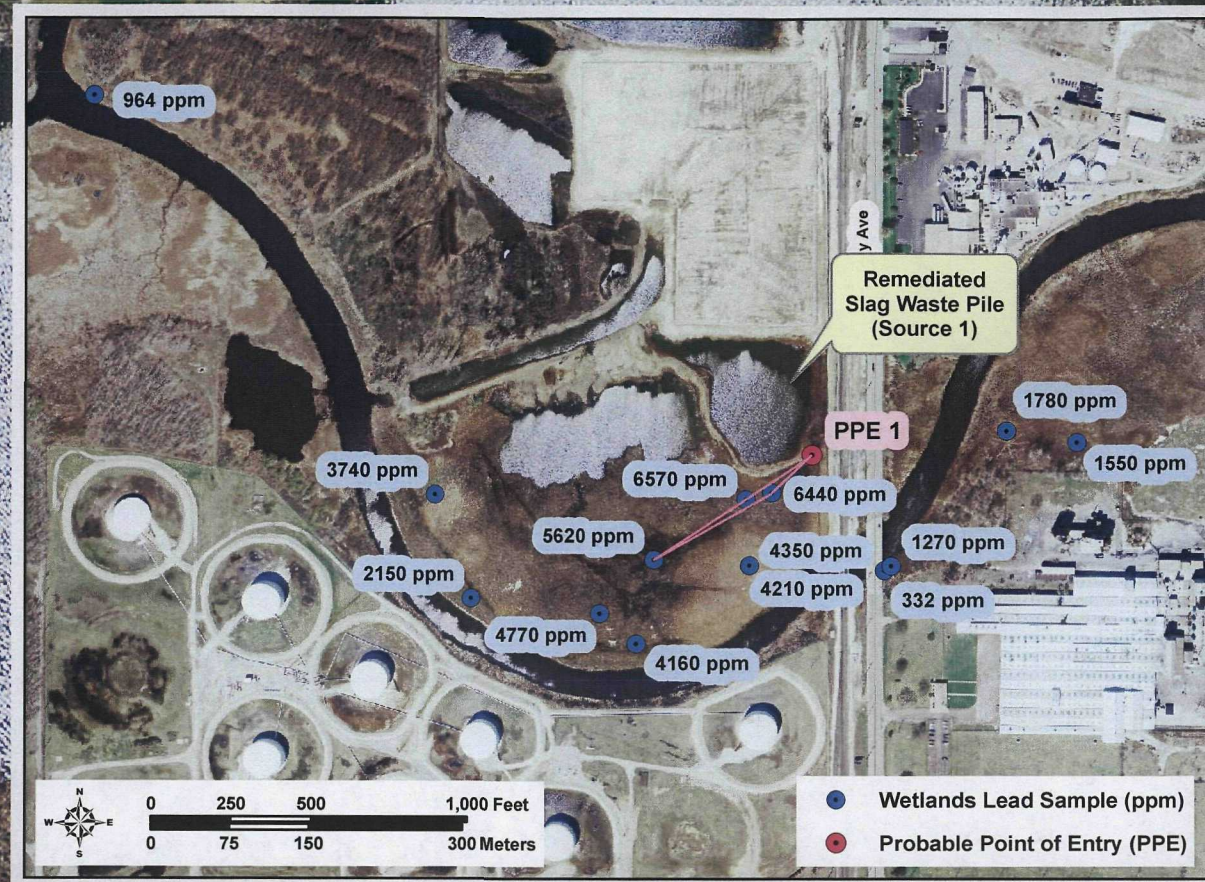 964 ppm
y Ave
Remediated
Slag Waste Pile
(Source 1)
PPE 1
1780 ppm
1550 ppm
3740 ppm
6570 ppm
6440 ppm
5620 ppm
4350 ppm
1270 ppm
2150 ppm
4210 ppm
332 ppm
4770 ppm
4160 ppm
N
W E
S
0 250 500 1,000 Feet
0 75 150 300 Meters
Wetlands Lead Sample (ppm)
Probable Point of Entry (PPE)